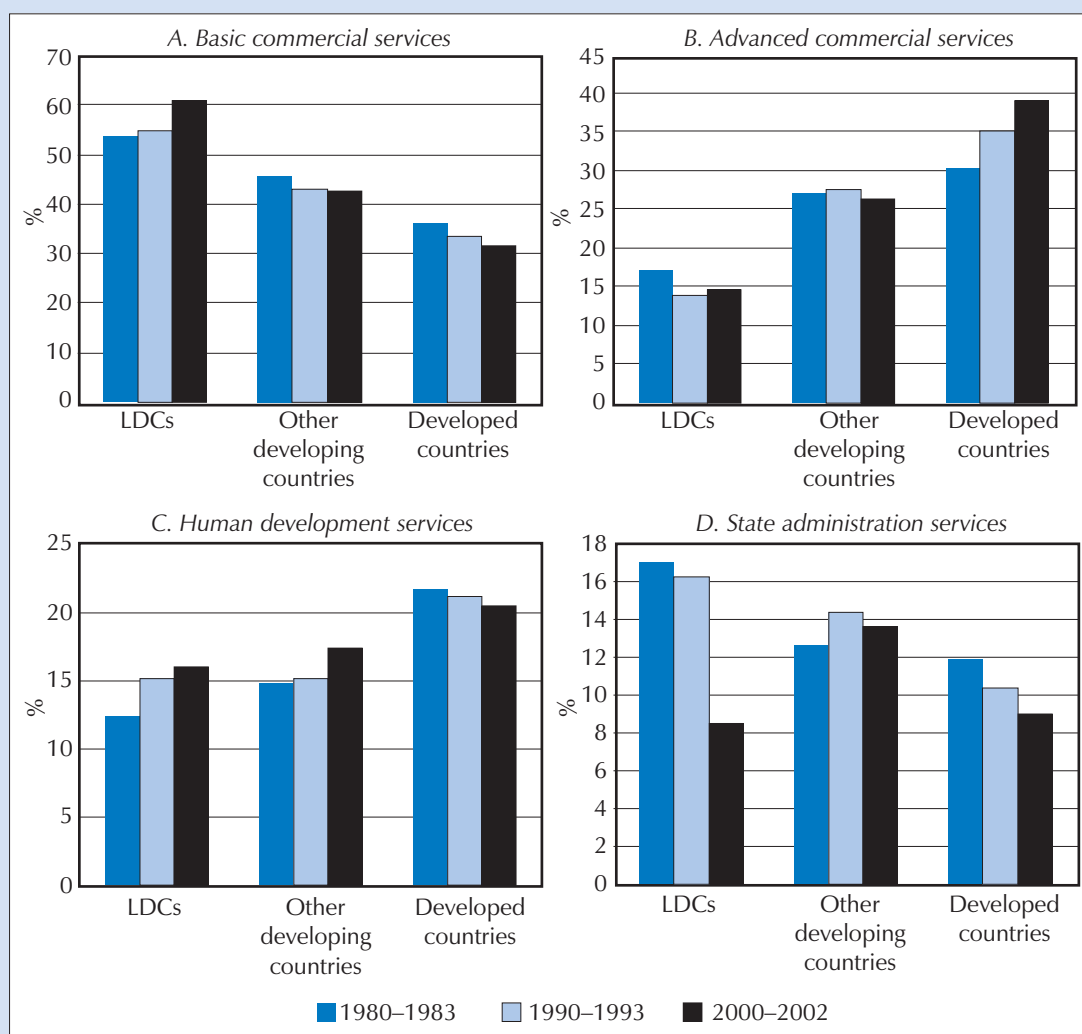 A. Basic commercial services
70
60
50
40
30
20
10
0
%
LDCs
Other
developing
countries
Developed
countries
B. Advanced commercial services
45
40
35
30
25
20
15
10
5
0
%
LDCs
Other
developing
countries
Developed
countries
C. Human development services
25
20
15
10
5
0
%
LDCs
Other
developing
countries
Developed
countries
D. State administration services
18
16
14
12
10
8
6
4
2
0
%
LDCs
Other
developing
countries
Developed
countries
1980–1983 1990–1993 2000–2002